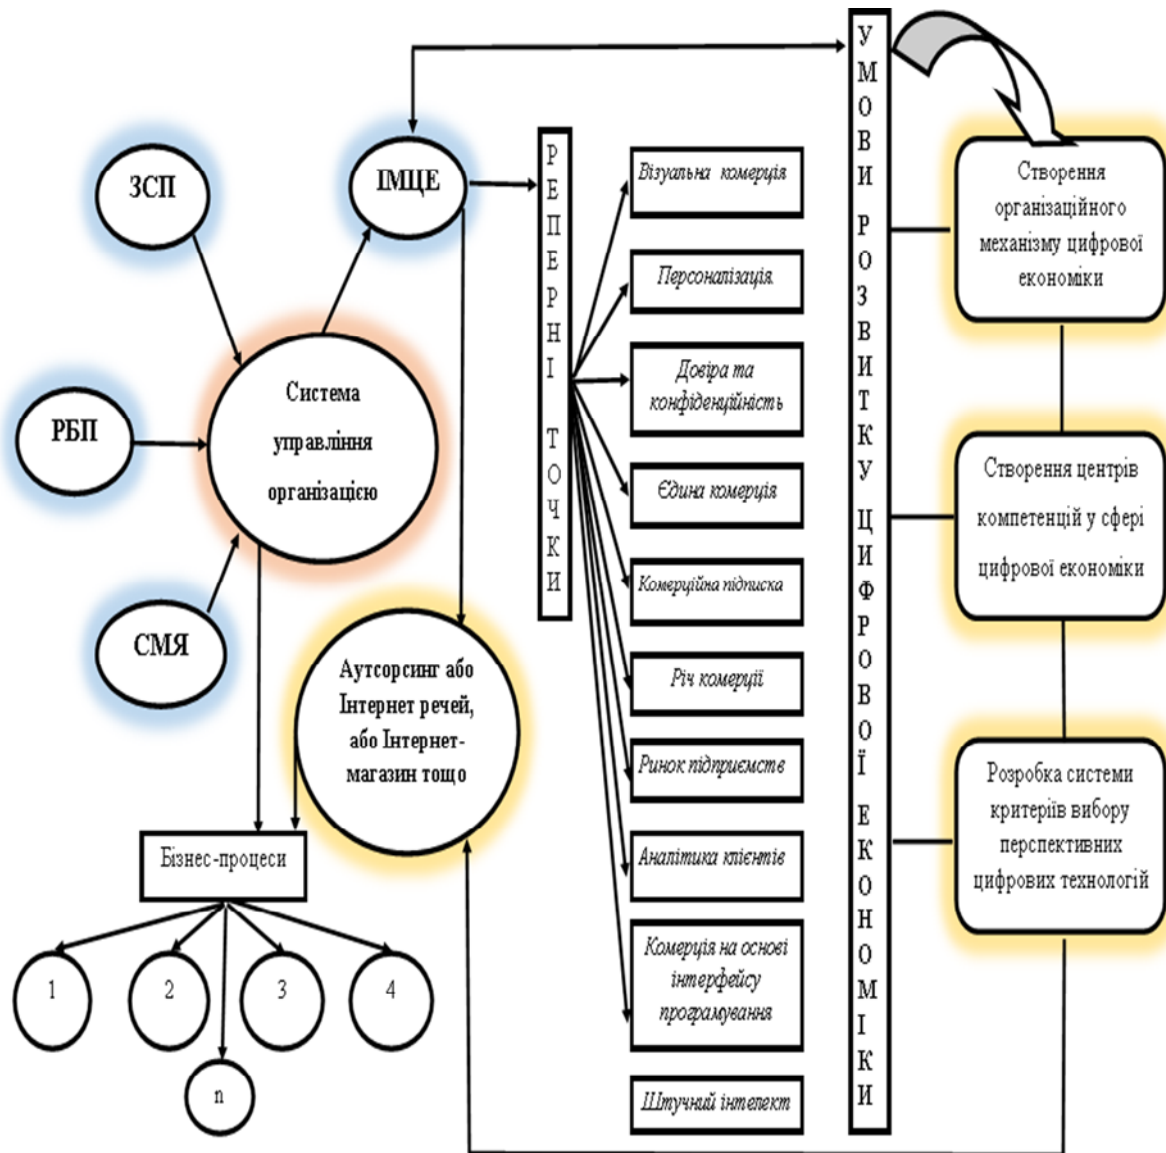 ЗСП
ІМЦЕ
РБП
Система
управління
організацією
СМЯ
Аутсорсинг або
Інтернет речей,
або Інтернет-
магазин тощо
Бізнес-процеси
1
2
3
4
n
РЕПЕРНІ ТОЧКИ
Візуальна комерція
Персоналізація.
Довіра та
конфіденційність
Єдина комерція
Комерційна підписка
Річ комерції
Ринок підприємств
Аналітика клієнтів
Комерція на основі
інтерфейсу
програмування
Штучний інтелект
УМОВИ РОЗВИТКУ ЦИФРОВОЇ ЕКОНОМІКИ
Створення
організаційного
механізму цифрової
економіки
Створення центрів
компетенцій у сфері
цифрової економіки
Розробка системи
критеріїв вибору
перспективних
цифрових технологій